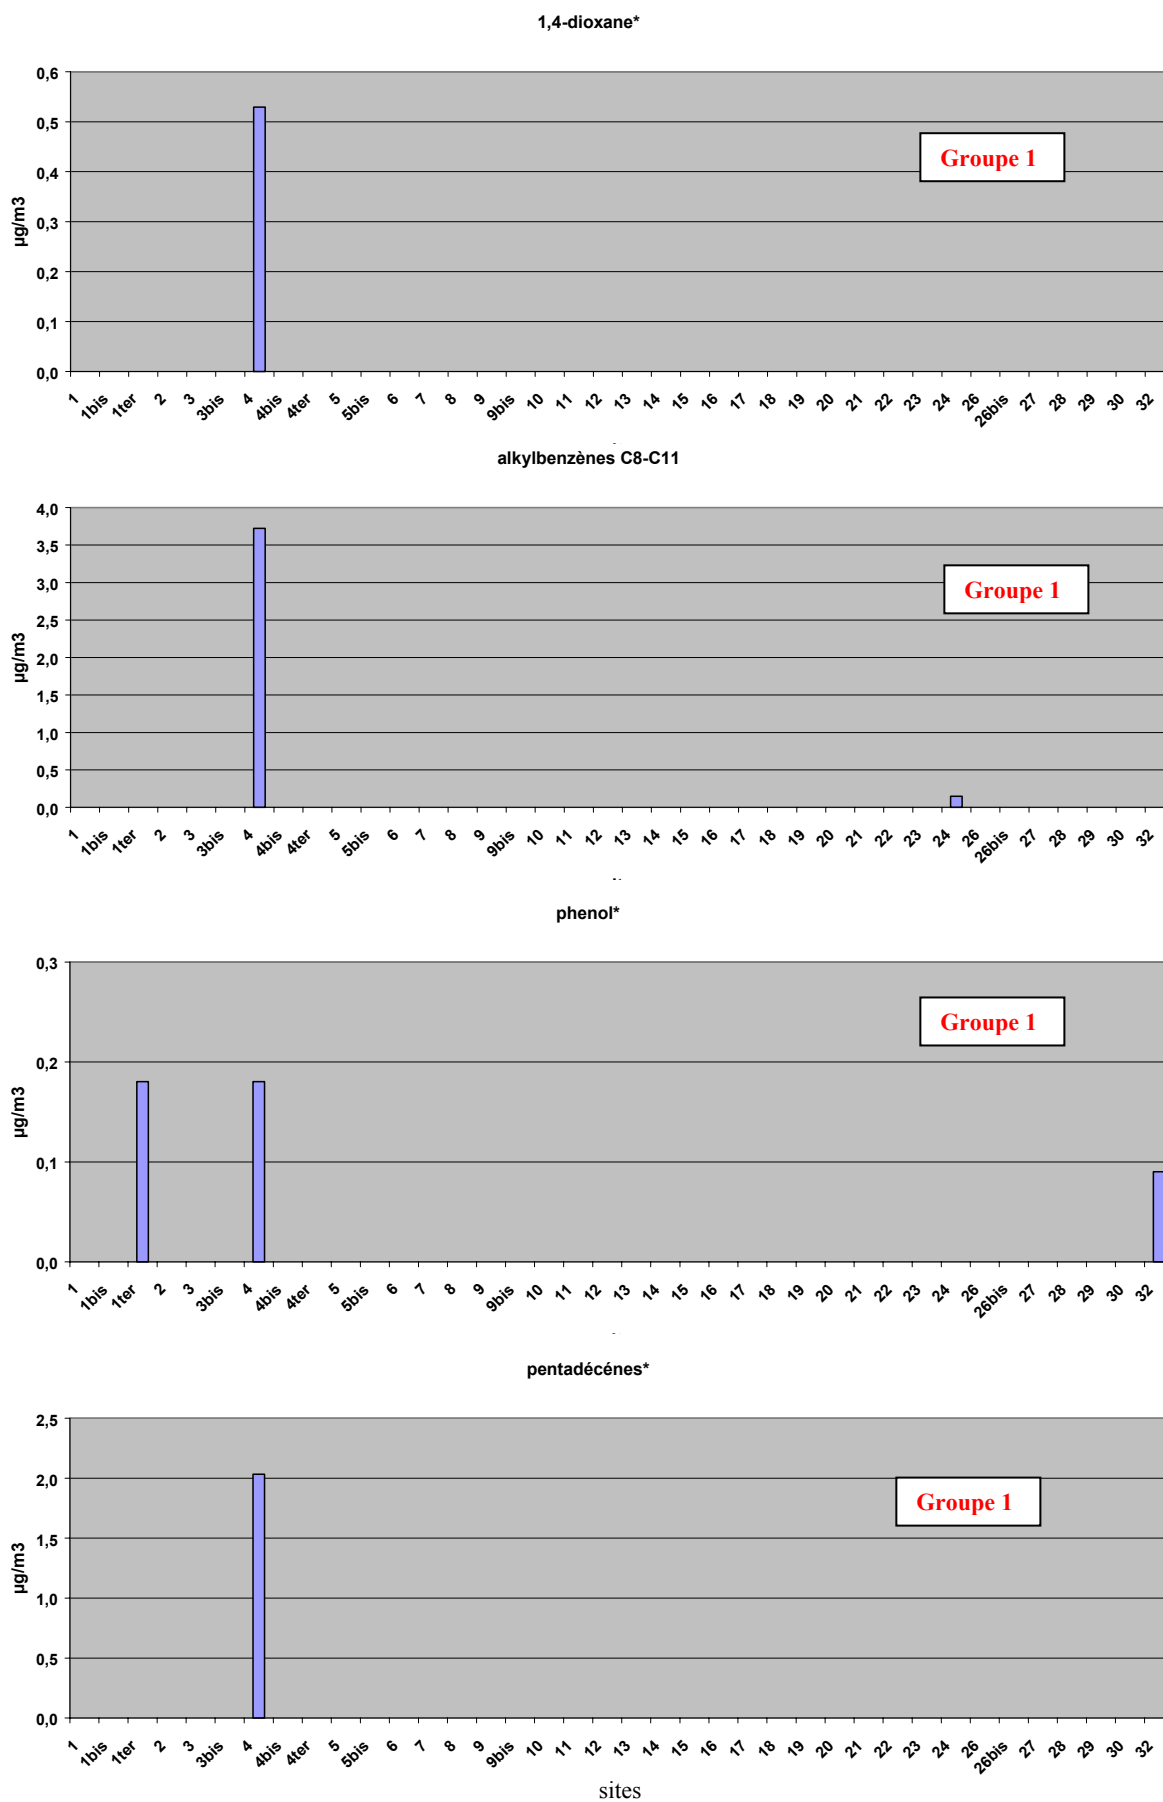 1,4-dioxane*
0,6
0,5
0,4
0,3
0,2
0,1
0,0
µg/m3
Groupe 1
1 1bis 1ter 2 3 3bis 4 4bis 4ter 5 5bis 6 7 8 9 9bis 10 11 12 13 14 15 16 17 18 19 20 21 22 23 24 26 26bis 27 28 29 30 32
alkylbenzènes C8-C11
4,0
3,5
3,0
2,5
2,0
1,5
1,0
0,5
0,0
µg/m3
Groupe 1
1 1bis 1ter 2 3 3bis 4 4bis 4ter 5 5bis 6 7 8 9 9bis 10 11 12 13 14 15 16 17 18 19 20 21 22 23 24 26 26bis 27 28 29 30 32
phenol*
0,3
0,2
0,1
0,0
µg/m3
Groupe 1
1 1bis 1ter 2 3 3bis 4 4bis 4ter 5 5bis 6 7 8 9 9bis 10 11 12 13 14 15 16 17 18 19 20 21 22 23 24 26 26bis 27 28 29 30 32
pentadécénes*
2,5
2,0
1,5
1,0
0,5
0,0
µg/m3
Groupe 1
1 1bis 1ter 2 3 3bis 4 4bis 4ter 5 5bis 6 7 8 9 9bis 10 11 12 13 14 15 16 17 18 19 20 21 22 23 24 26 26bis 27 28 29 30 32
sites